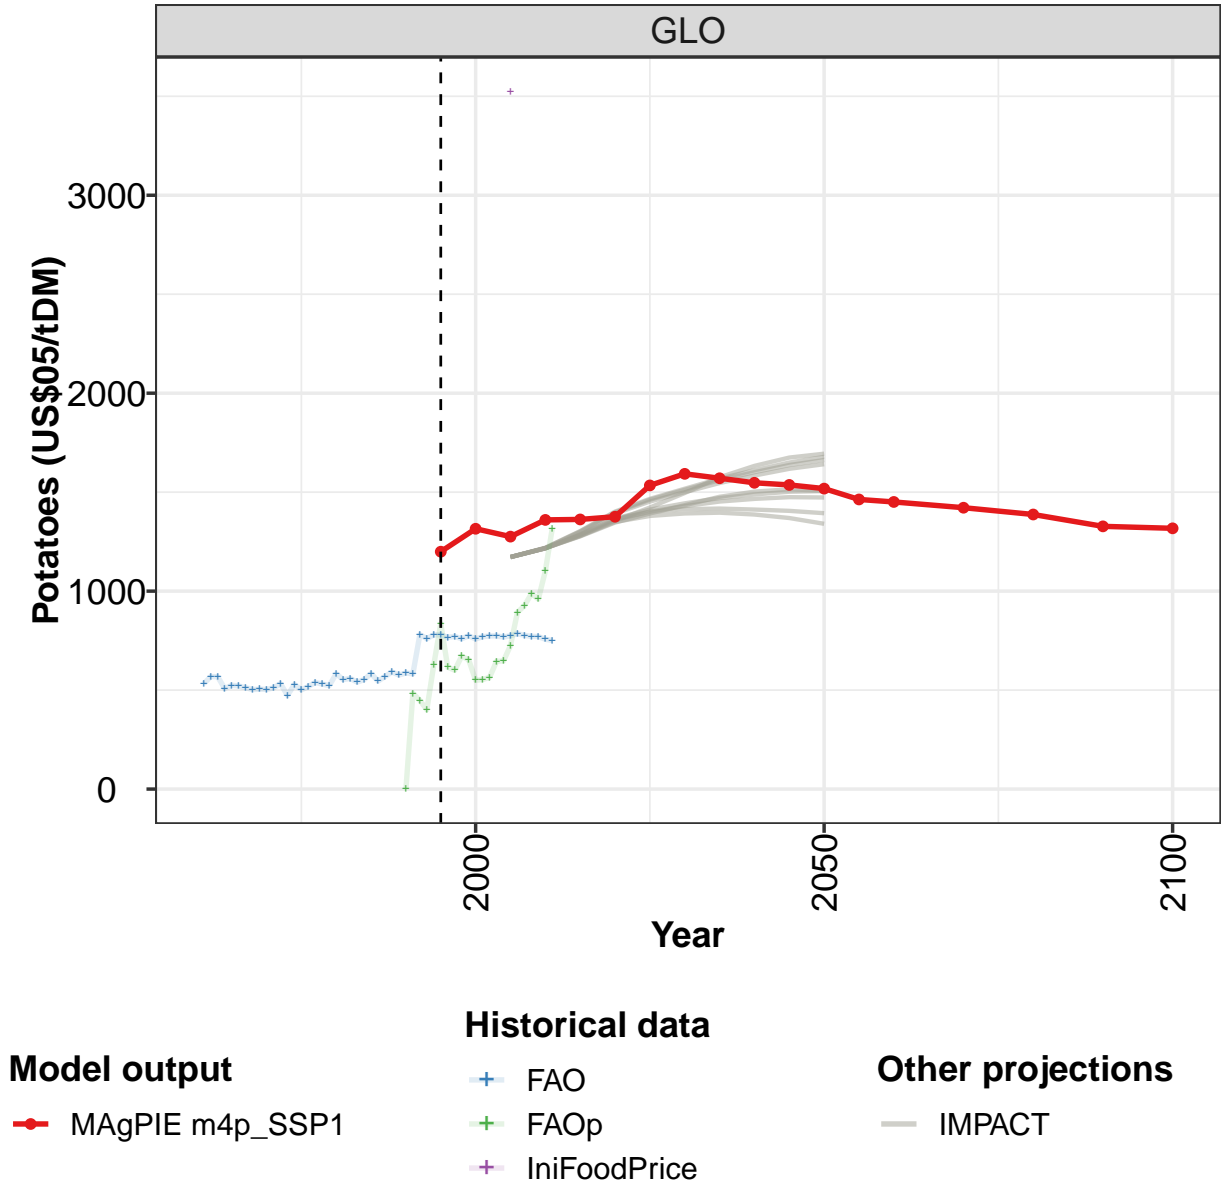 GLO
Potatoes (US$05/tDM)
3000
2000
1000
0
2000
2050
2100
Year
Model output
MAgPIE m4p_SSP1
Historical data
FAO
FAOp
IniFoodPrice
Other projections
IMPACT